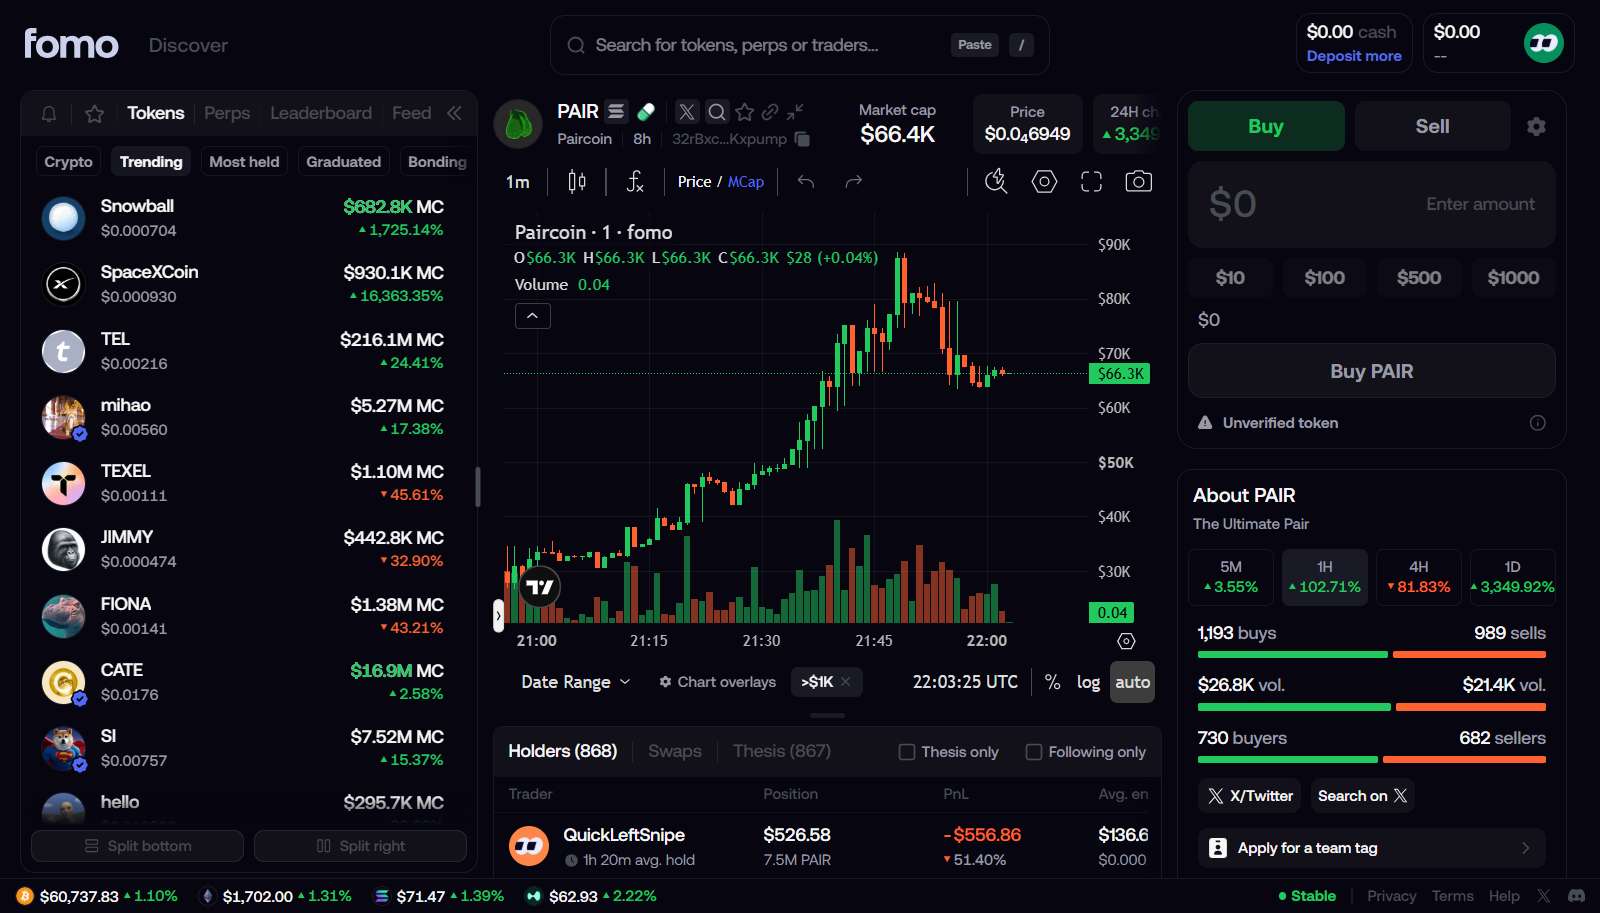 fomo
Discover
Search for tokens, perps or traders...
Paste
/
$0.00 cash
Deposit more
$0.00
--
Tokens
Perps
Leaderboard
Feed
Crypto
Trending
Most held
Graduated
Bonding
Snowball
$682.8K MC
$0.000704
1,725.14%
SpaceXCoin
$930.1K MC
$0.000930
16,363.35%
TEL
$216.1M MC
$0.00216
24.41%
mihao
$5.27M MC
$0.00560
17.38%
TEXEL
$1.10M MC
$0.00111
45.61%
JIMMY
$442.8K MC
$0.000474
32.90%
FIONA
$1.38M MC
$0.00141
43.21%
CATE
$16.9M MC
$0.0176
2.58%
SI
$7.52M MC
$0.00757
15.37%
hello
$295.7K MC
Split bottom
Split right
PAIR
Paircoin
8h
32rBxc...Kxpump
Market cap
$66.4K
Price
$0.0₄6949
24H ch
3,349
1m
Price / MCap
Paircoin · 1 · fomo
O$66.3K H$66.3K L$66.3K C$66.3K $28 (+0.04%)
Volume 0.04
$90K
$80K
$70K
$66.3K
$60K
$50K
$40K
$30K
0.04
21:00
21:15
21:30
21:45
22:00
Date Range
Chart overlays
>$1K
22:03:25 UTC
%
log
auto
Holders (868)
Swaps
Thesis (867)
Thesis only
Following only
Trader
Position
PnL
Avg. en
QuickLeftSnipe
$526.58
-$556.86
$136.6
1h 20m avg. hold
7.5M PAIR
51.40%
$0.000
Buy
Sell
$0
Enter amount
$10
$100
$500
$1000
$0
Buy PAIR
Unverified token
About PAIR
The Ultimate Pair
5M
3.55%
1H
102.71%
4H
81.83%
1D
3,349.92%
1,193 buys
989 sells
$26.8K vol.
$21.4K vol.
730 buyers
682 sellers
X/Twitter
Search on X
Apply for a team tag
$60,737.83 1.10%
$1,702.00 1.31%
$71.47 1.39%
$62.93 2.22%
Stable
Privacy
Terms
Help